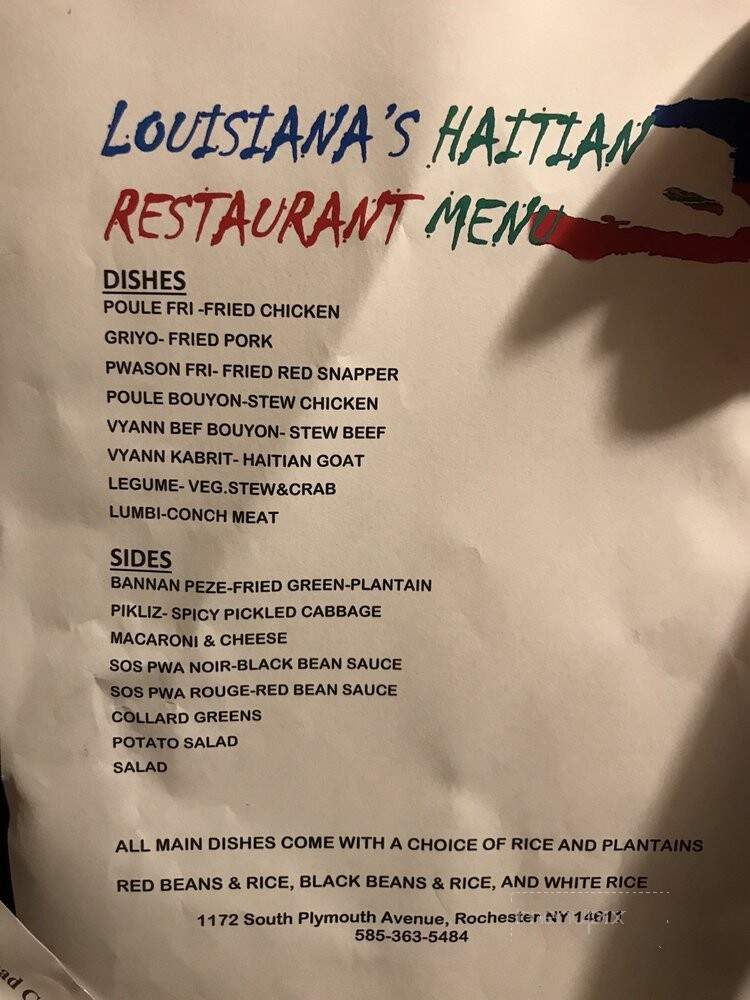 LOUISIANA'S HAITIAN
RESTAURANT MENU
DISHES
POULE FRI -FRIED CHICKEN
GRIYO- FRIED PORK
PWASON FRI- FRIED RED SNAPPER
POULE BOUYON-STEW CHICKEN
VYANN BEF BOUYON- STEW BEEF
VYANN KABRIT- HAITIAN GOAT
LEGUME- VEG.STEW&CRAB
LUMBI-CONCH MEAT
SIDES
BANNAN PEZE-FRIED GREEN-PLANTAIN
PIKLIZ- SPICY PICKLED CABBAGE
MACARONI & CHEESE
SOS PWA NOIR-BLACK BEAN SAUCE
SOS PWA ROUGE-RED BEAN SAUCE
COLLARD GREENS
POTATO SALAD
SALAD
ALL MAIN DISHES COME WITH A CHOICE OF RICE AND PLANTAINS
RED BEANS & RICE, BLACK BEANS & RICE, AND WHITE RICE
1172 South Plymouth Avenue, Rochester NY 14611
585-363-5484